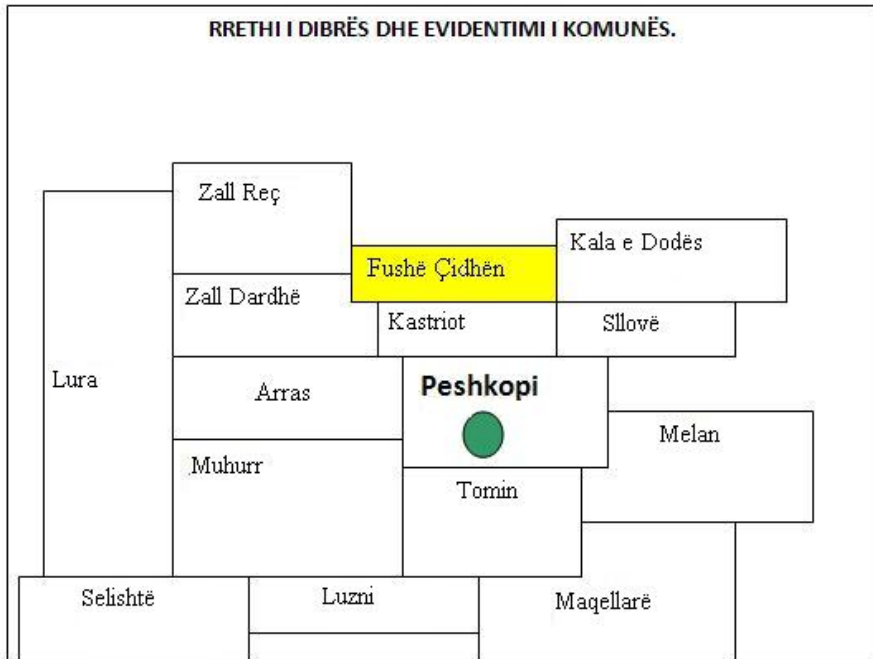 RRETHI I DIBRËS DHE EVIDENTIMI I KOMUNËS.
Zall Reç
Kala e Dodës
Fushë Çidhën
Zall Dardhë
Kastriot
Sllovë
Lura
Arras
Peshkopi
Melan
Muhurr
Tomin
Selishtë
Luzni
Maqellarë